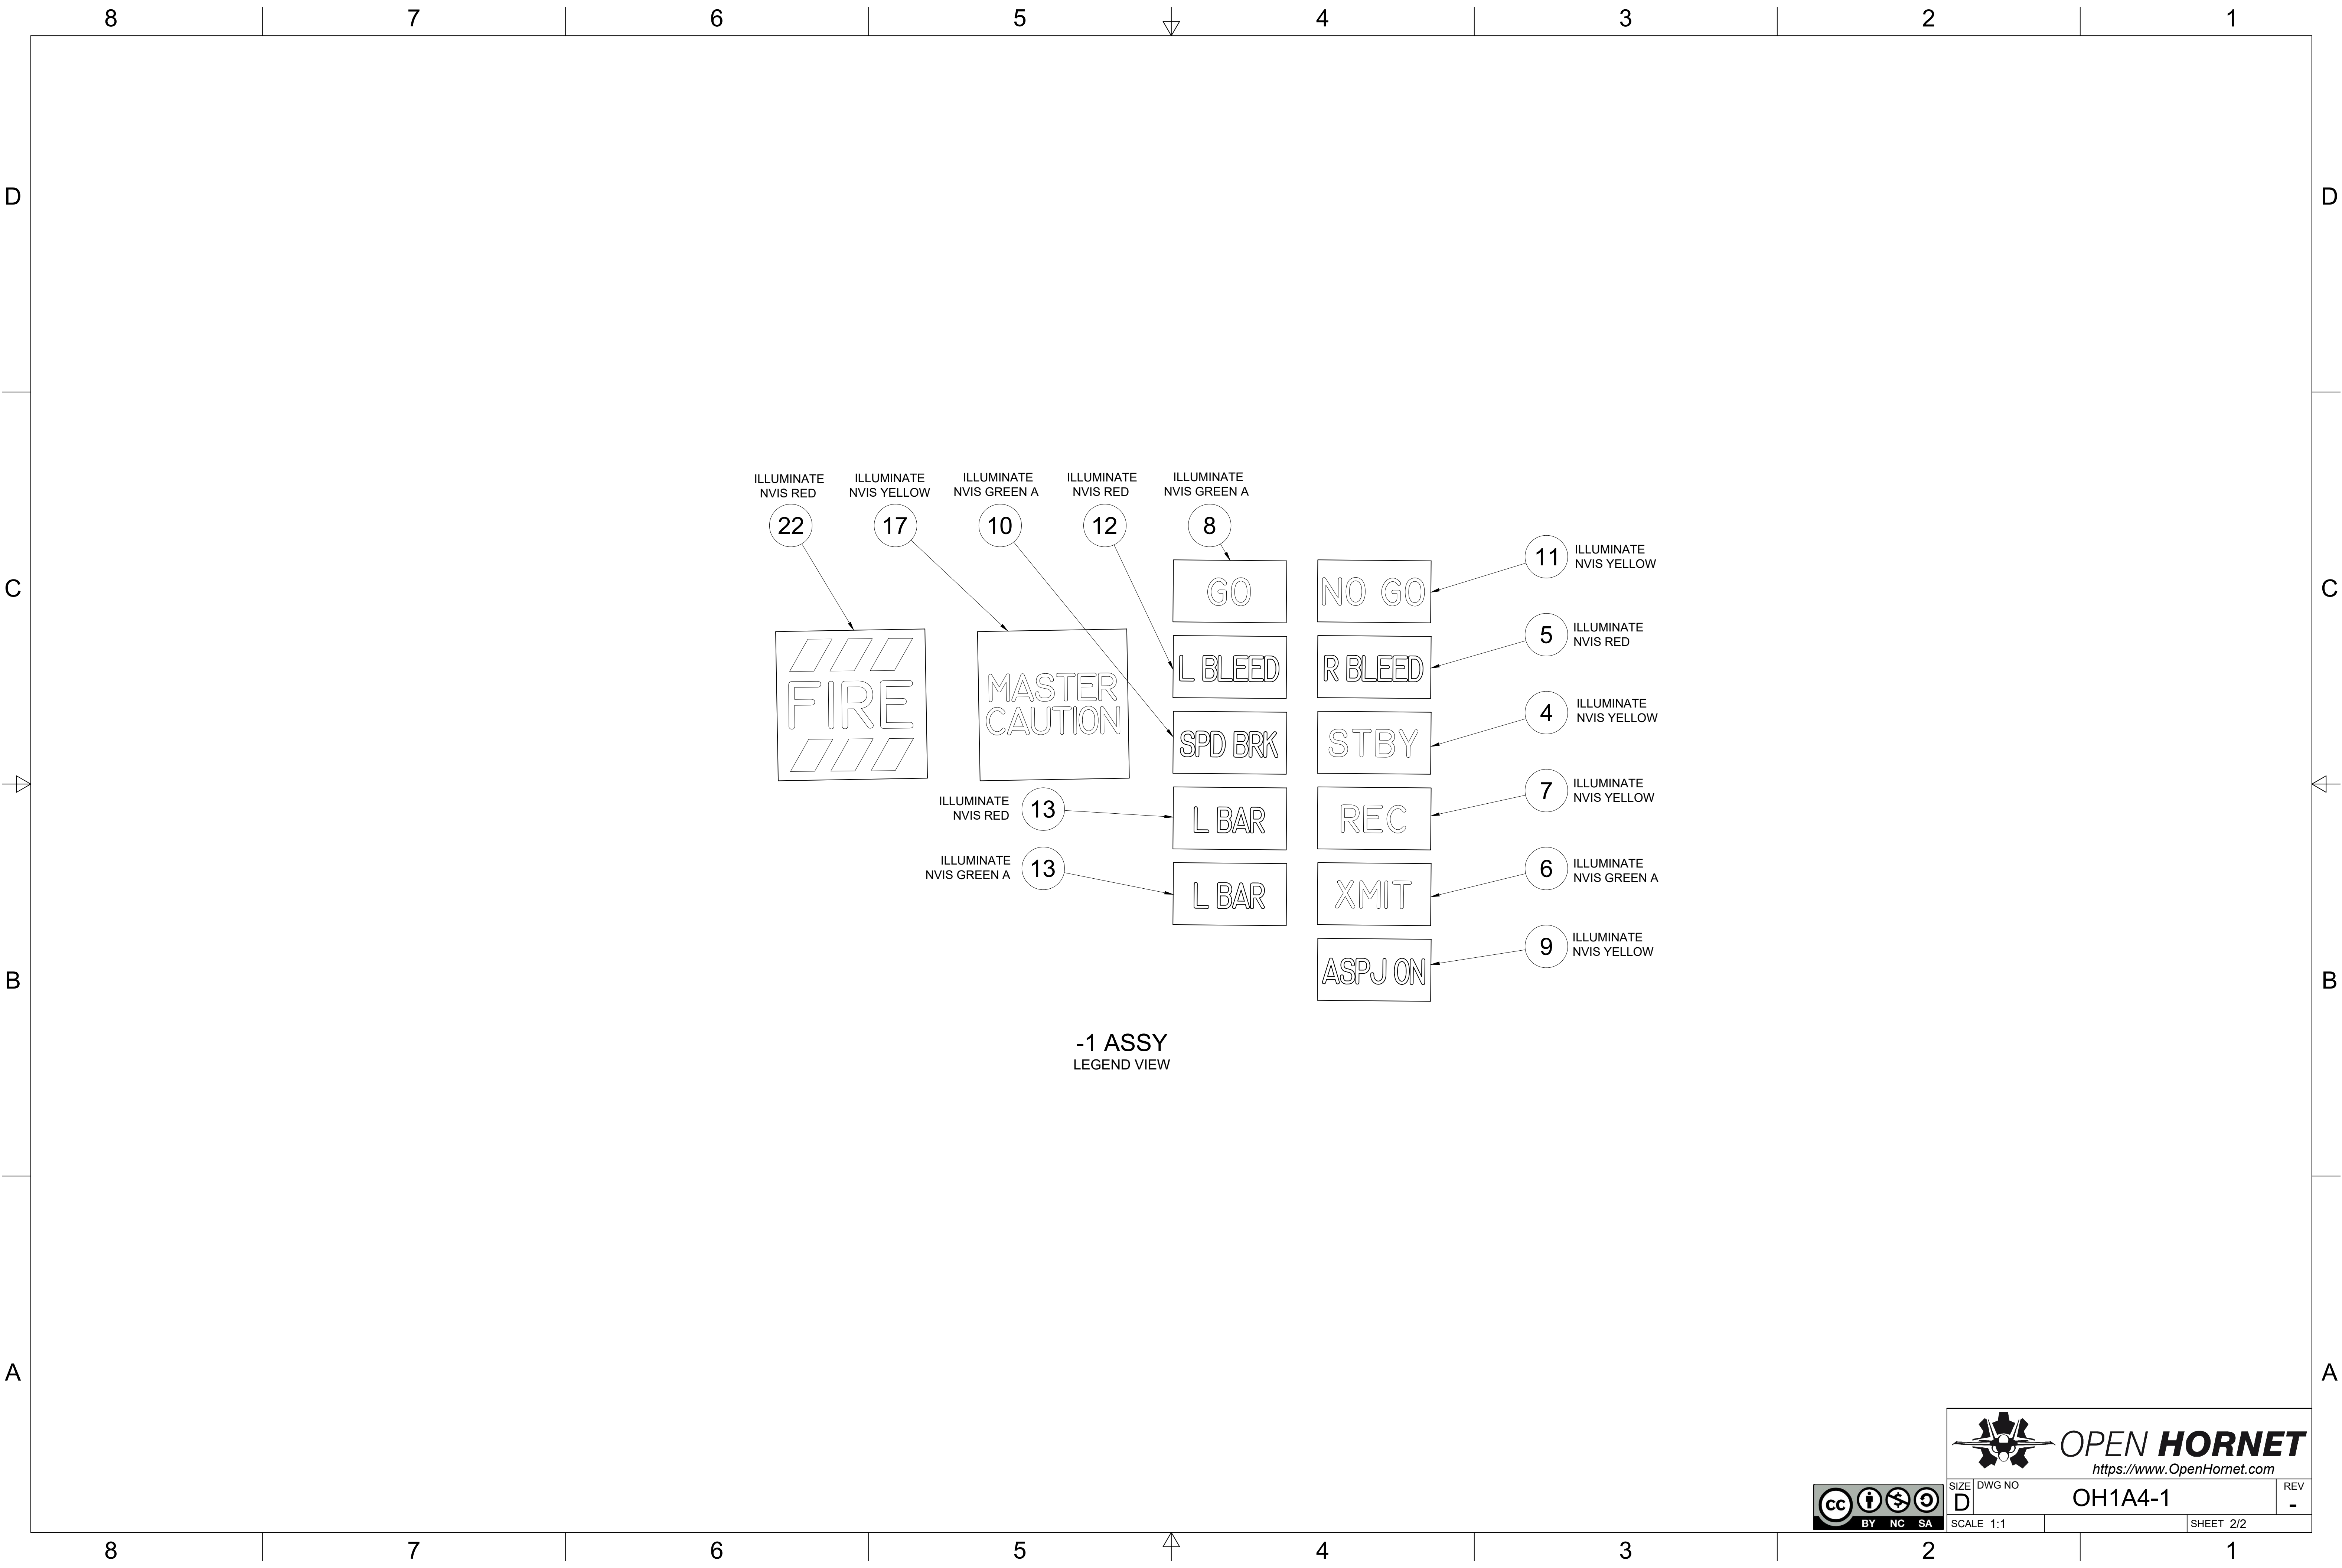 8 7 6 5 4 3 2 1
D D
ILLUMINATE
NVIS RED
22
ILLUMINATE
NVIS YELLOW
17
ILLUMINATE
NVIS GREEN A
10
ILLUMINATE
NVIS RED
12
ILLUMINATE
NVIS GREEN A
8
11
ILLUMINATE
NVIS YELLOW
C C
GO
NO GO
5
ILLUMINATE
NVIS RED
L BLEED
R BLEED
FIRE
MASTER
CAUTION
4
ILLUMINATE
NVIS YELLOW
SPD BRK
STBY
7
ILLUMINATE
NVIS YELLOW
ILLUMINATE
NVIS RED
13
L BAR
REC
ILLUMINATE
NVIS GREEN A
13
6
ILLUMINATE
NVIS GREEN A
L BAR
XMIT
9
ILLUMINATE
NVIS YELLOW
ASPJ ON
B B
-1 ASSY
LEGEND VIEW
A A
OPEN HORNET
https://www.OpenHornet.com
SIZE
D
DWG NO
OH1A4-1
REV
-
SCALE 1:1
SHEET 2/2
cc
BY NC SA
8 7 6 5 4 3 2 1